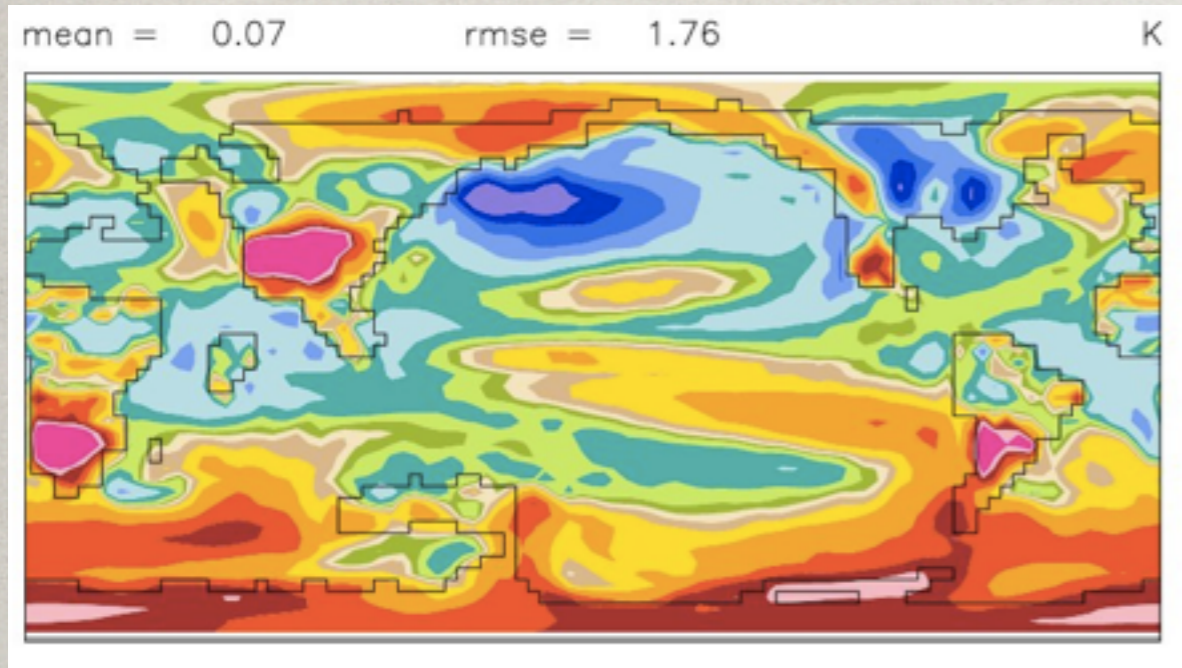 mean = 0.07 rmse = 1.76 K